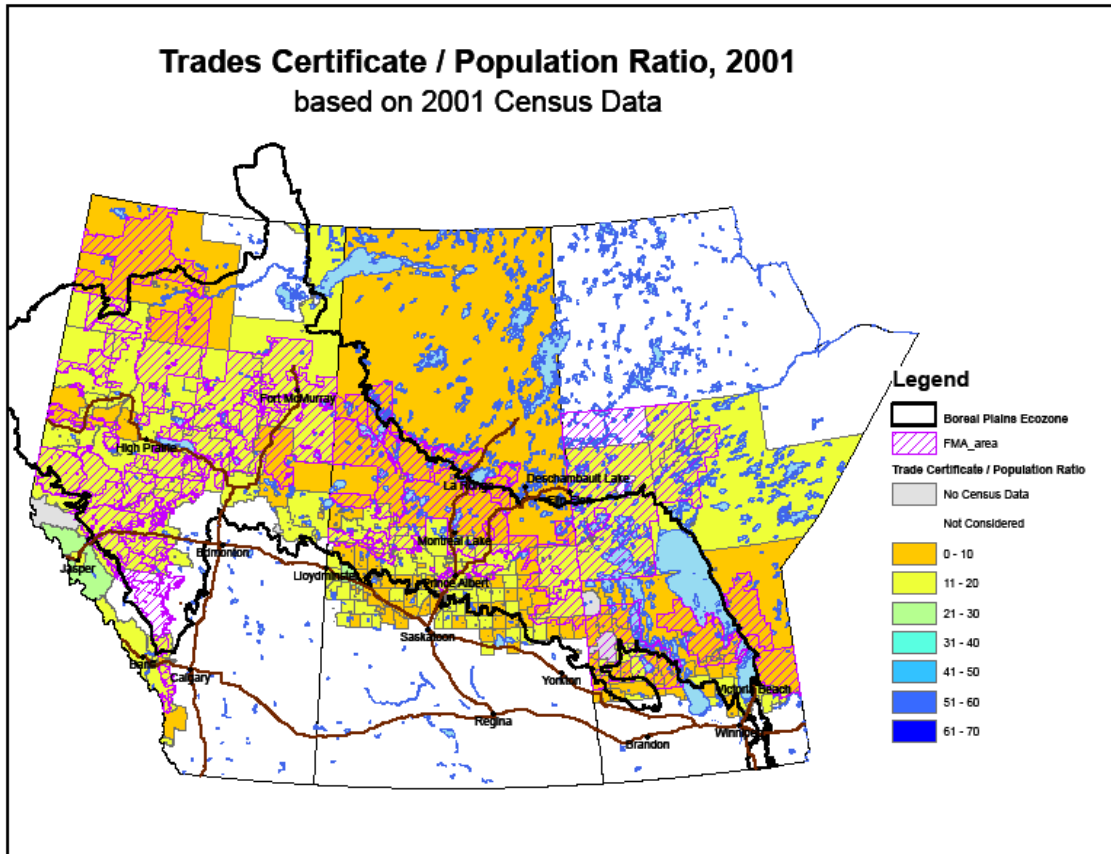 Trades Certificate / Population Ratio, 2001
based on 2001 Census Data
Fort McMurray
High Prairie
La Ronge
Deschambault Lake
Montreal Lake
Edmonton
Jasper
Lloydminster
Prince Albert
Saskatoon
Banff
Calgary
Yorkton
Victoria Beach
Regina
Winnipeg
Brandon
Legend
Boreal Plains Ecozone
FMA_area
Trade Certificate / Population Ratio
No Census Data
Not Considered
0 - 10
11 - 20
21 - 30
31 - 40
41 - 50
51 - 60
61 - 70